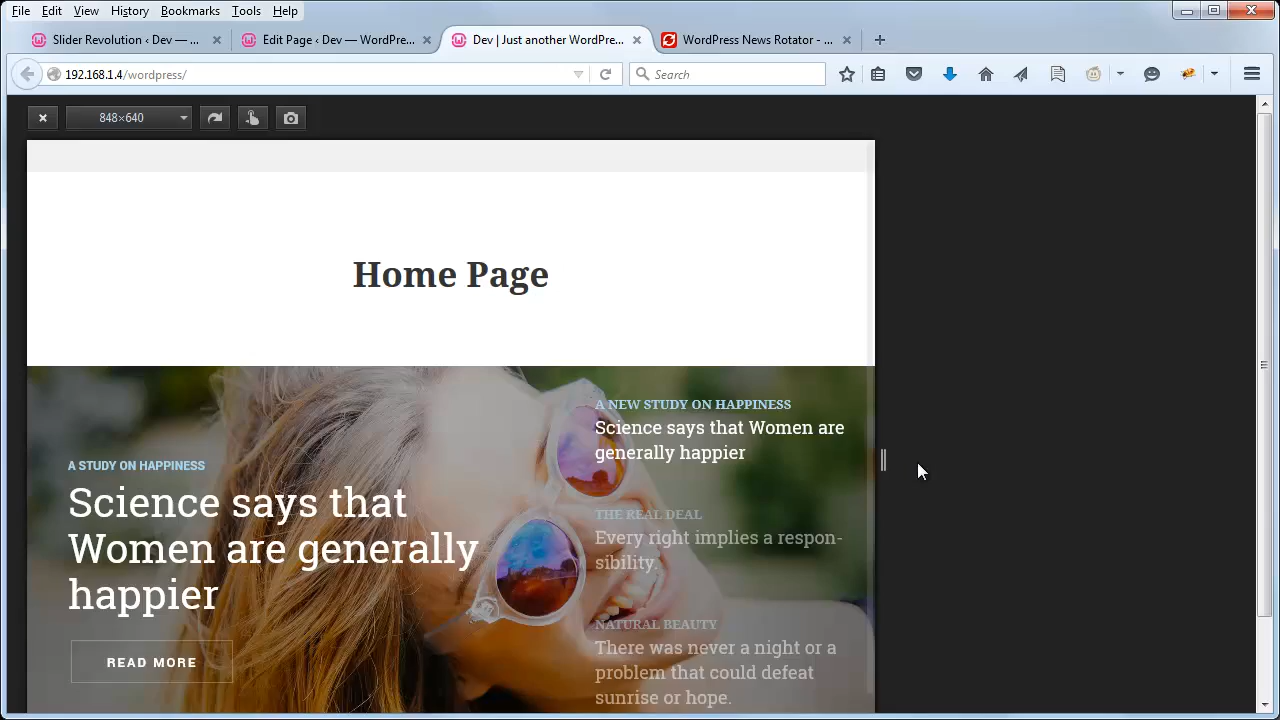 File Edit View History Bookmarks Tools Help
Slider Revolution ‹ Dev — ...
Edit Page ‹ Dev — WordPre...
Dev | Just another WordPre...
WordPress News Rotator - ...
192.168.1.4/wordpress/
Search
848×640
Home Page
A STUDY ON HAPPINESS
Science says that
Women are generally
happier
READ MORE
A NEW STUDY ON HAPPINESS
Science says that Women are
generally happier
THE REAL DEAL
Every right implies a respon-
sibility.
NATURAL BEAUTY
There was never a night or a
problem that could defeat
sunrise or hope.